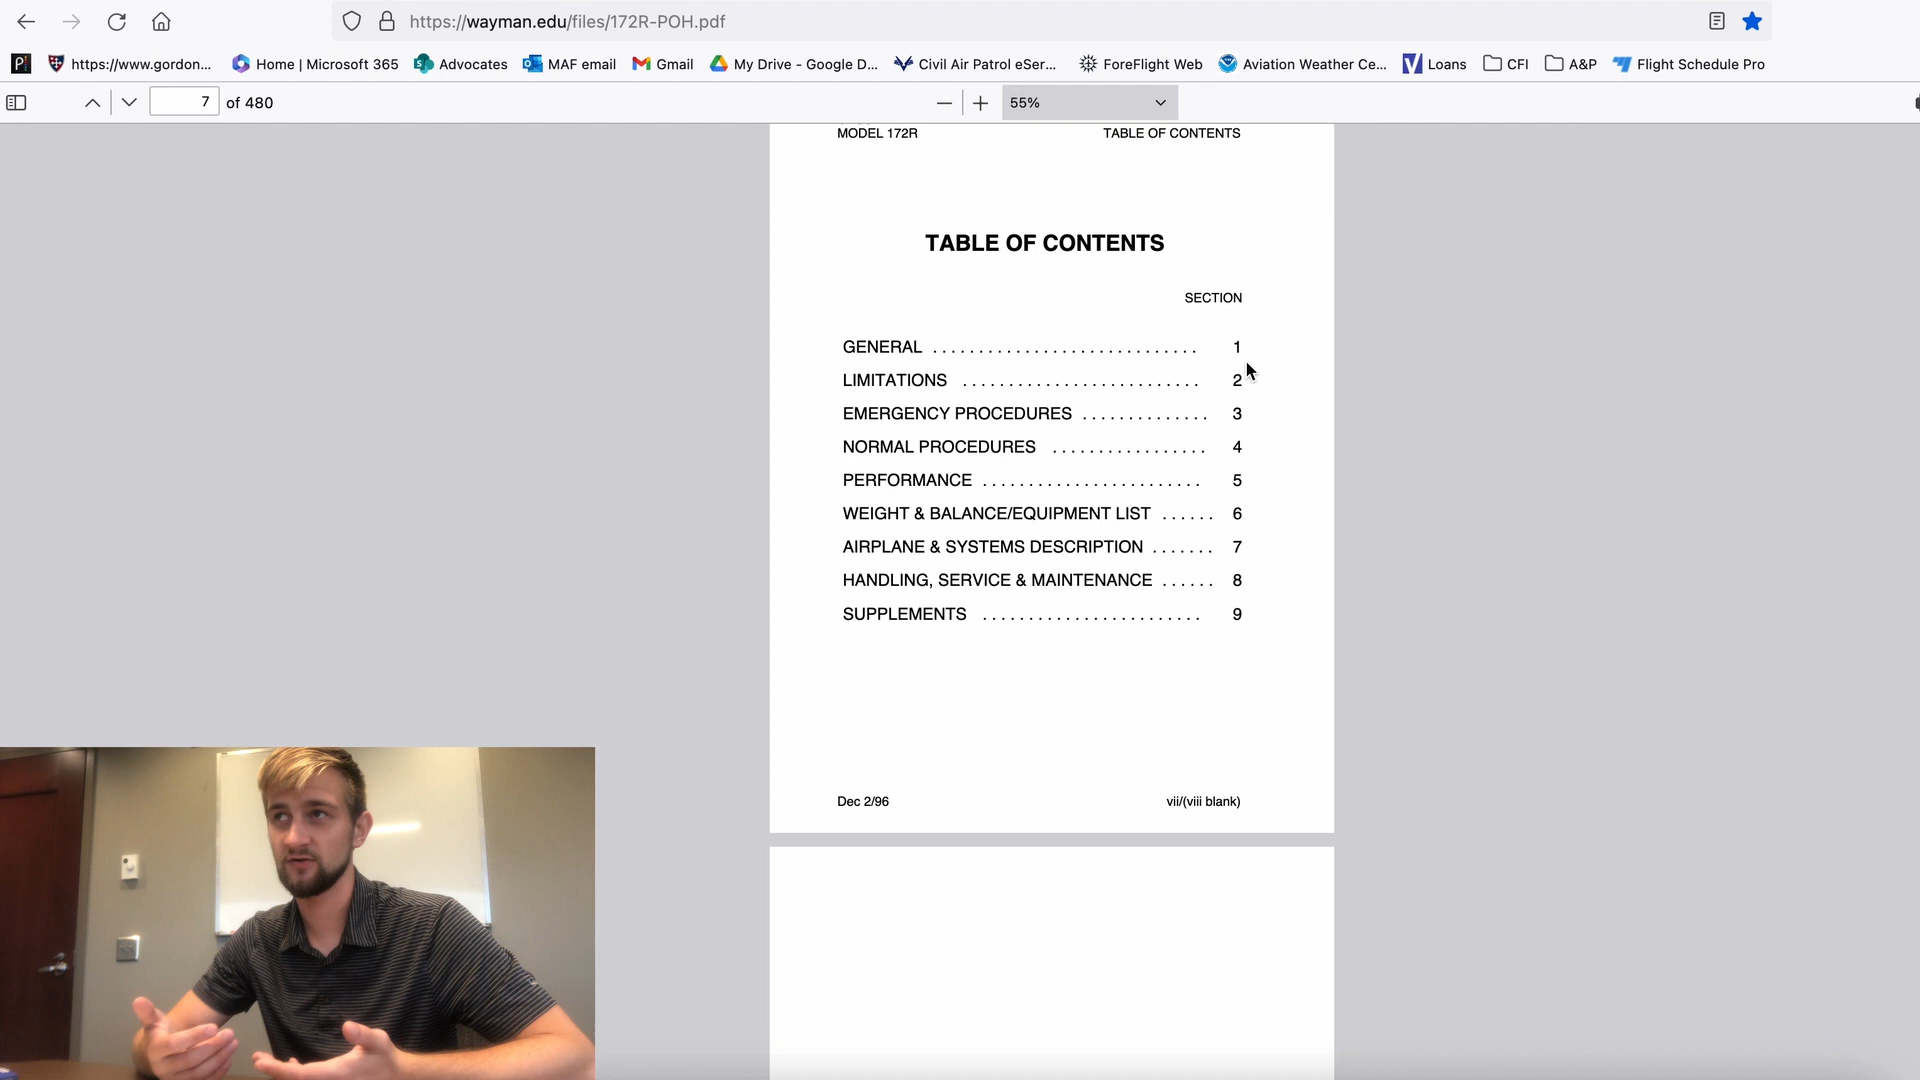 https://wayman.edu/files/172R-POH.pdf
https://www.gordon... Home | Microsoft 365 Advocates MAF email Gmail My Drive - Google D... Civil Air Patrol eSer... ForeFlight Web Aviation Weather Ce... Loans CFI A&P Flight Schedule Pro
7 of 480 55%
MODEL 172R TABLE OF CONTENTS
TABLE OF CONTENTS
SECTION
GENERAL ............................. 1
LIMITATIONS .......................... 2
EMERGENCY PROCEDURES .............. 3
NORMAL PROCEDURES ................. 4
PERFORMANCE ........................ 5
WEIGHT & BALANCE/EQUIPMENT LIST ...... 6
AIRPLANE & SYSTEMS DESCRIPTION ....... 7
HANDLING, SERVICE & MAINTENANCE ...... 8
SUPPLEMENTS ........................ 9
Dec 2/96 vii/(viii blank)